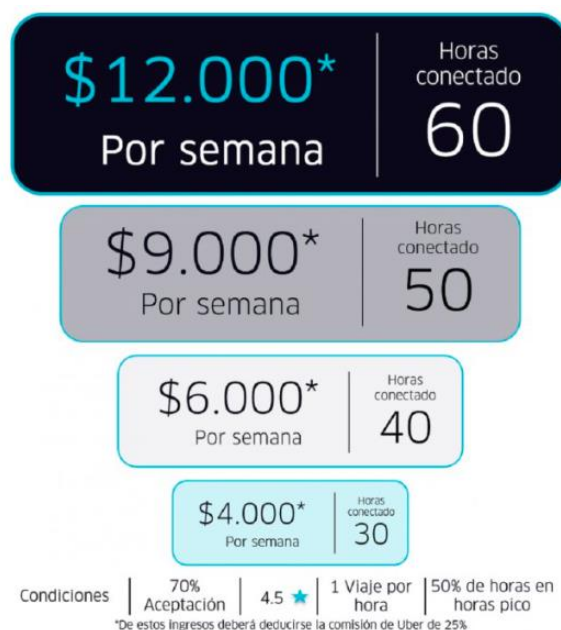 $12.000*
Por semana
Horas
conectado
60
$9.000*
Por semana
Horas
conectado
50
$6.000*
Por semana
Horas
conectado
40
$4.000*
Por semana
Horas
conectado
30
Condiciones
70%
Aceptación
4.5 ★
1 Viaje por
hora
50% de horas en
horas pico
*De estos ingresos deberá deducirse la comisión de Uber de 25%